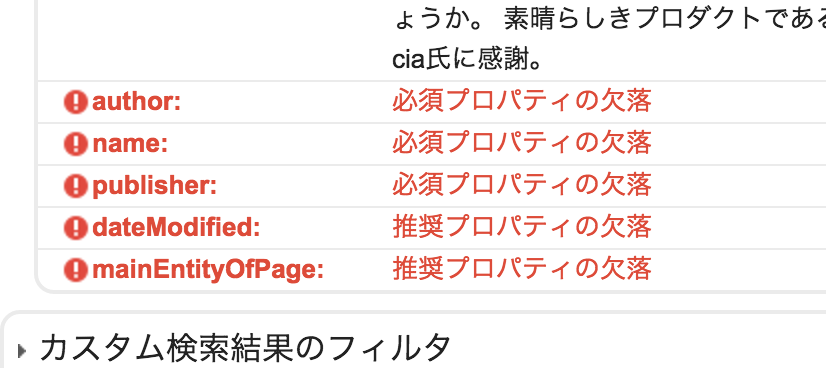 ょうか。 素晴らしきプロダクトである
cia氏に感謝。
author: 必須プロパティの欠落
name: 必須プロパティの欠落
publisher: 必須プロパティの欠落
dateModified: 推奨プロパティの欠落
mainEntityOfPage: 推奨プロパティの欠落
カスタム検索結果のフィルタ